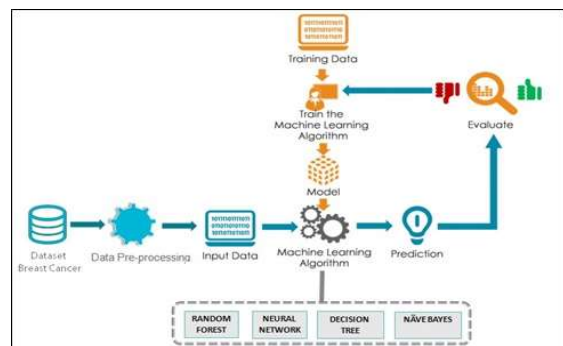 Training Data
Train the
Machine Learning
Algorithm
Evaluate
Model
Dataset
Breast Cancer
Data Pre-processing
Input Data
Machine Learning
Algorithm
Prediction
RANDOM
FOREST
NEURAL
NETWORK
DECISION
TREE
NÄVE BAYES